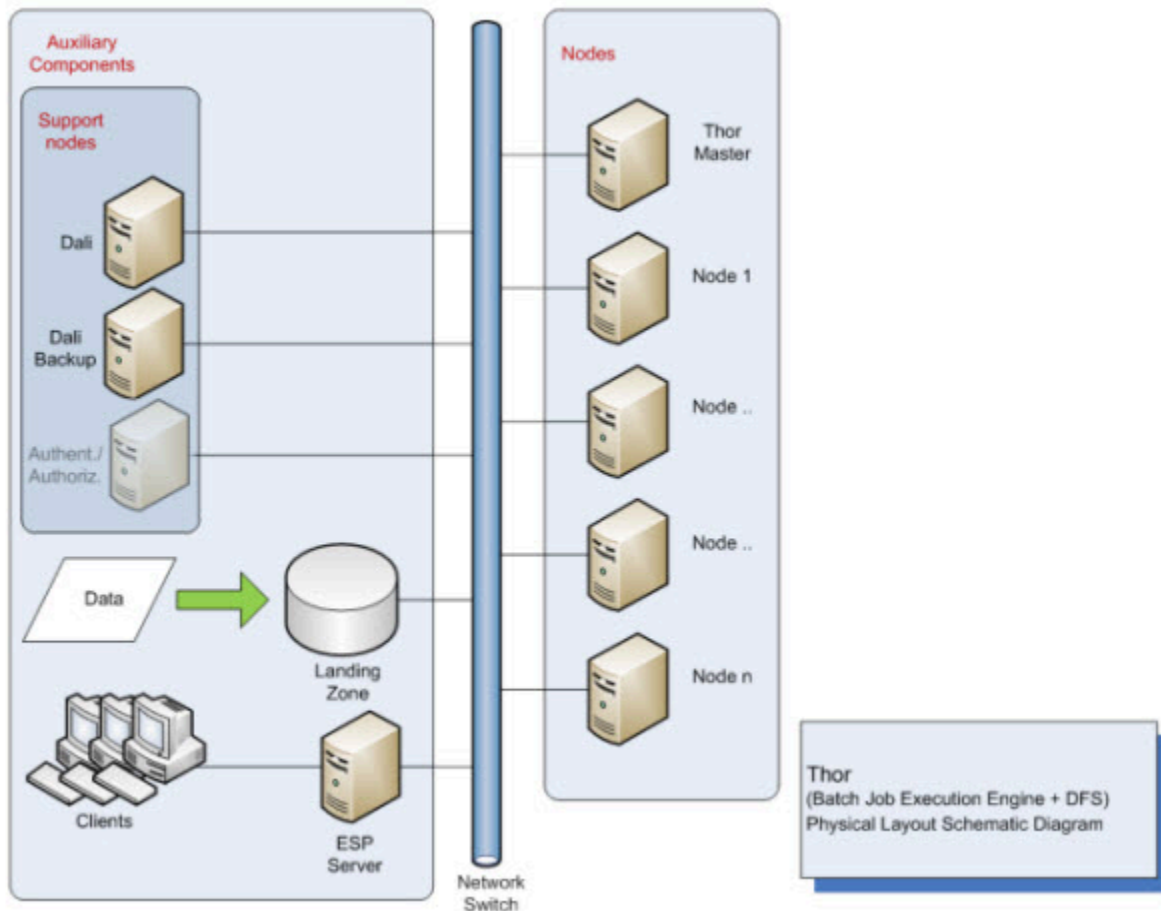 Auxiliary
Components
Support
nodes
Dali
Dali
Backup
Authent./
Authoriz.
Data
Landing
Zone
Clients
ESP
Server
Network
Switch
Nodes
Thor
Master
Node 1
Node ..
Node ..
Node n
Thor
(Batch Job Execution Engine + DFS)
Physical Layout Schematic Diagram